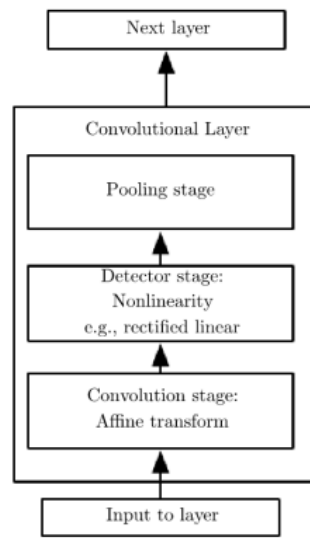 Next layer
Convolutional Layer
Pooling stage
Detector stage:
Nonlinearity
e.g., rectified linear
Convolution stage:
Affine transform
Input to layer